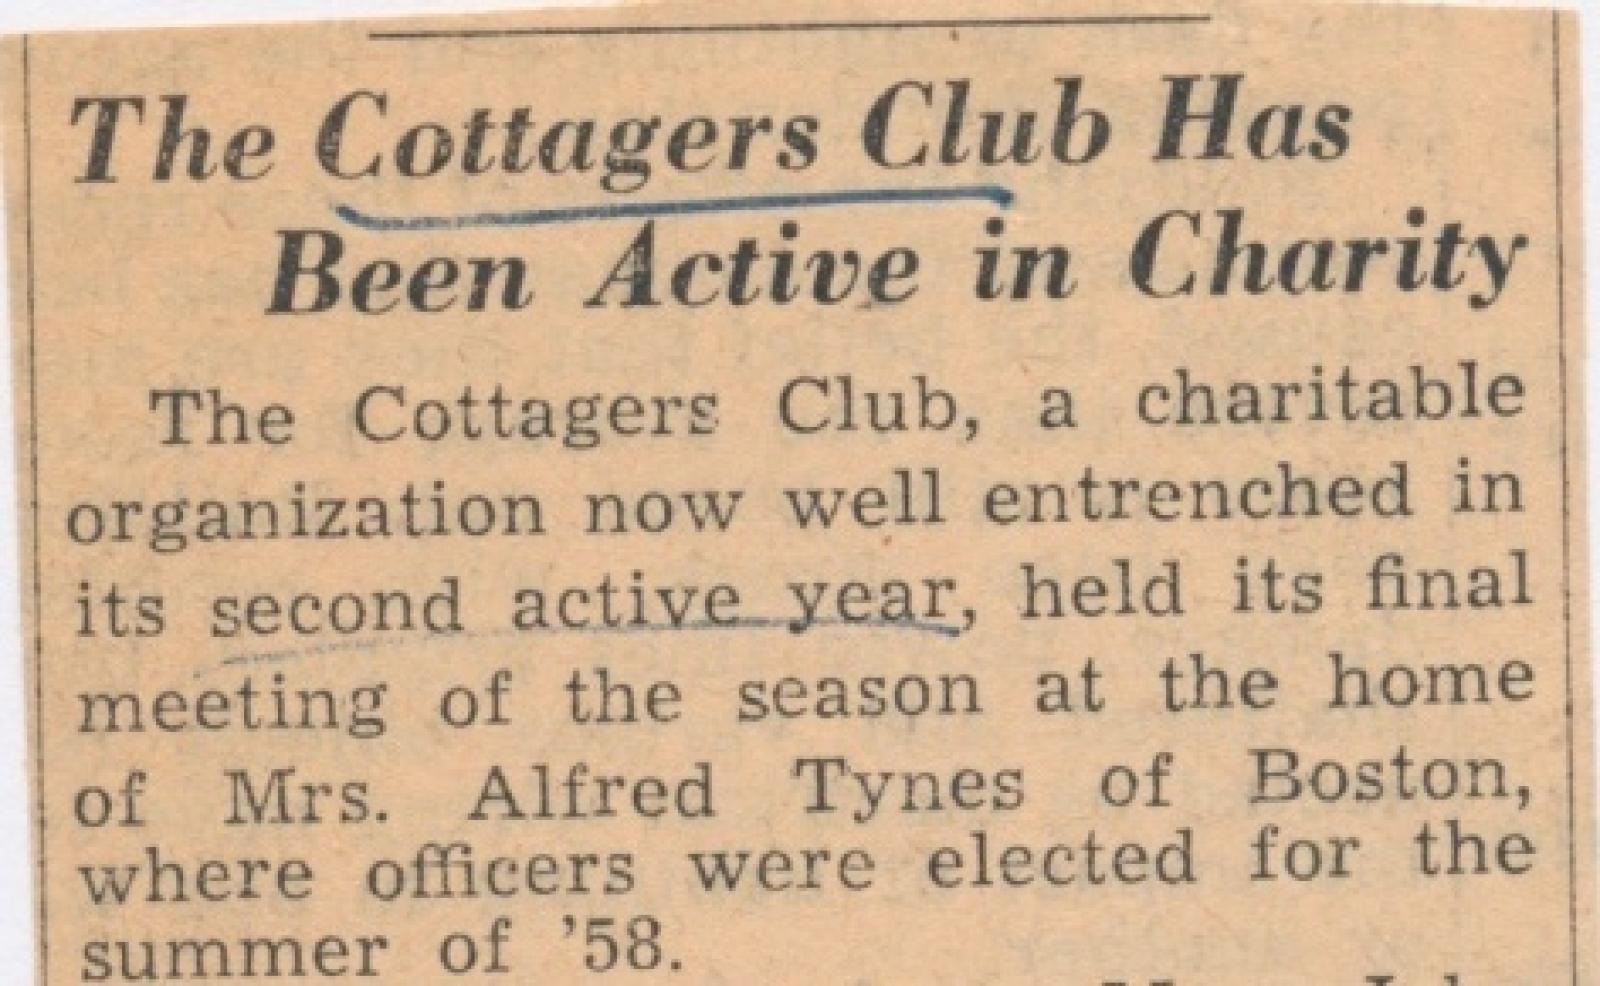 The Cottagers Club Has
Been Active in Charity
The Cottagers Club, a charitable
organization now well entrenched in
its second active year, held its final
meeting of the season at the home
of Mrs. Alfred Tynes of Boston,
where officers were elected for the
summer of ’58.